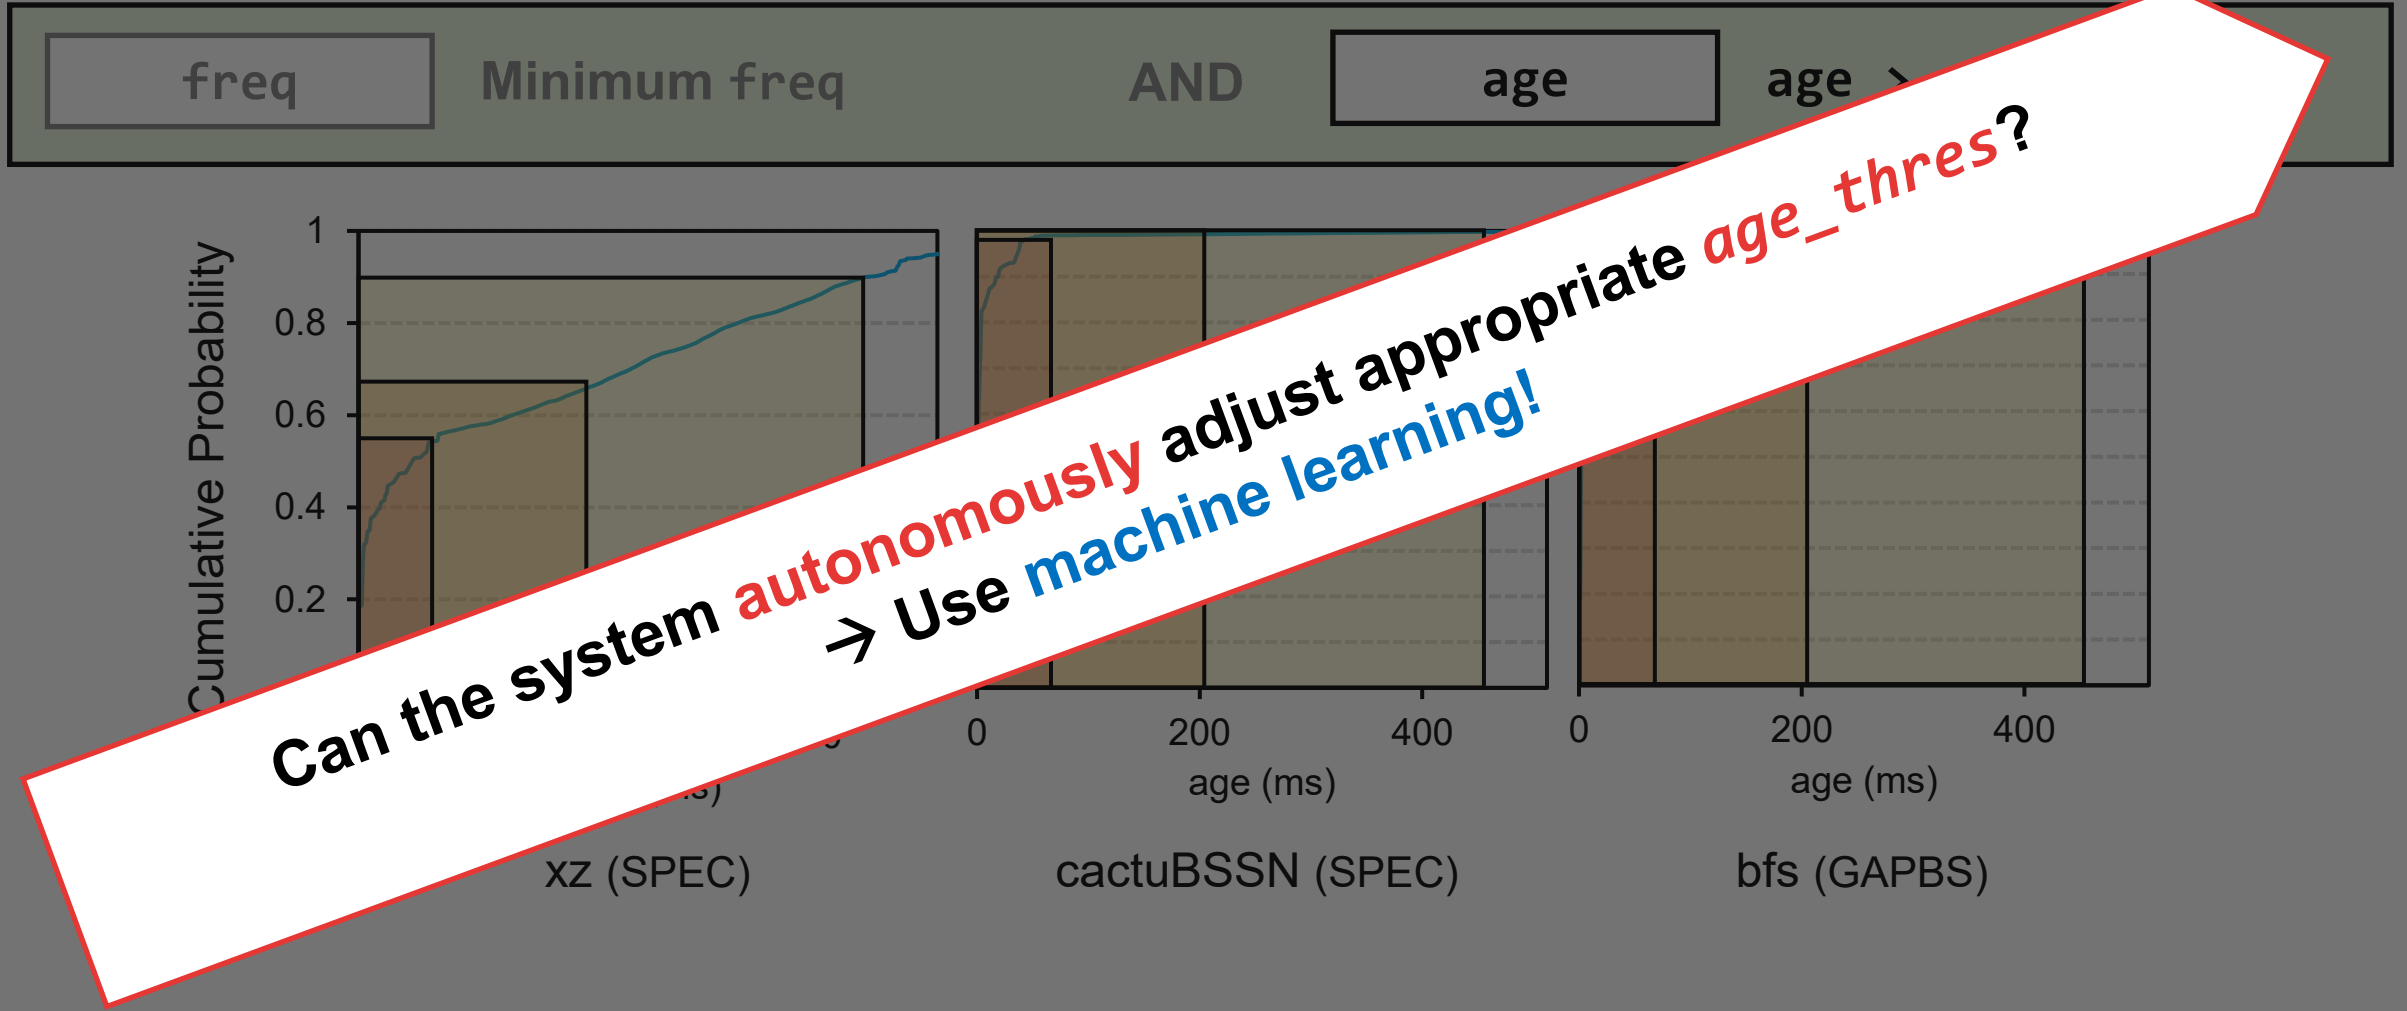 freq Minimum freq AND age age >
Can the system autonomously adjust appropriate age_thres?
→ Use machine learning!
Cumulative Probability
1
0.8
0.6
0.4
0.2
0 200 400
age (ms)
xz (SPEC)
0 200 400
age (ms)
cactuBSSN (SPEC)
bfs (GAPBS)